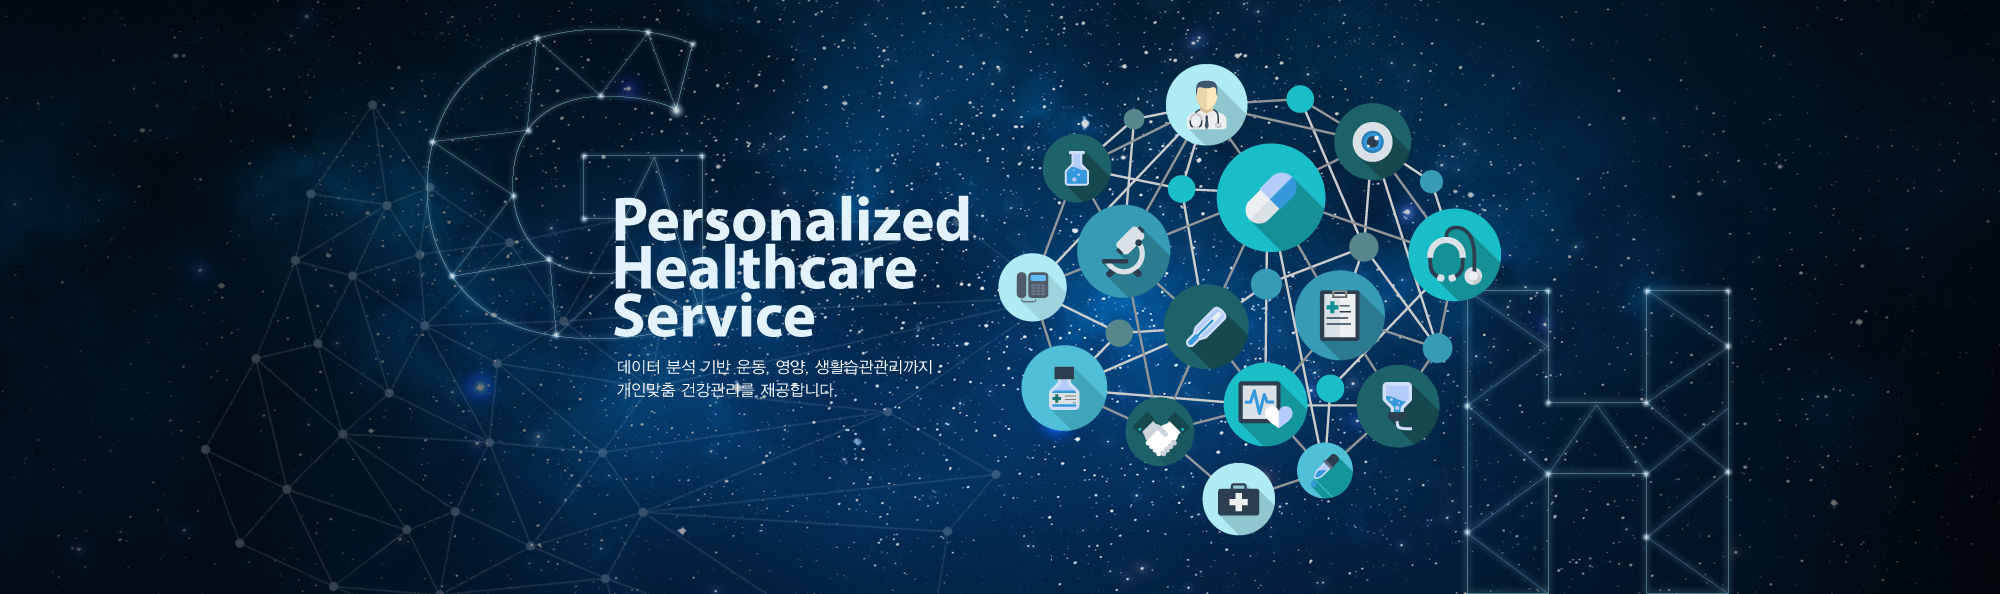 Personalized
Healthcare
Service
데이터 분석 기반 운동, 영양, 생활습관관리까지
개인맞춤 건강관리를 제공합니다.
G
H